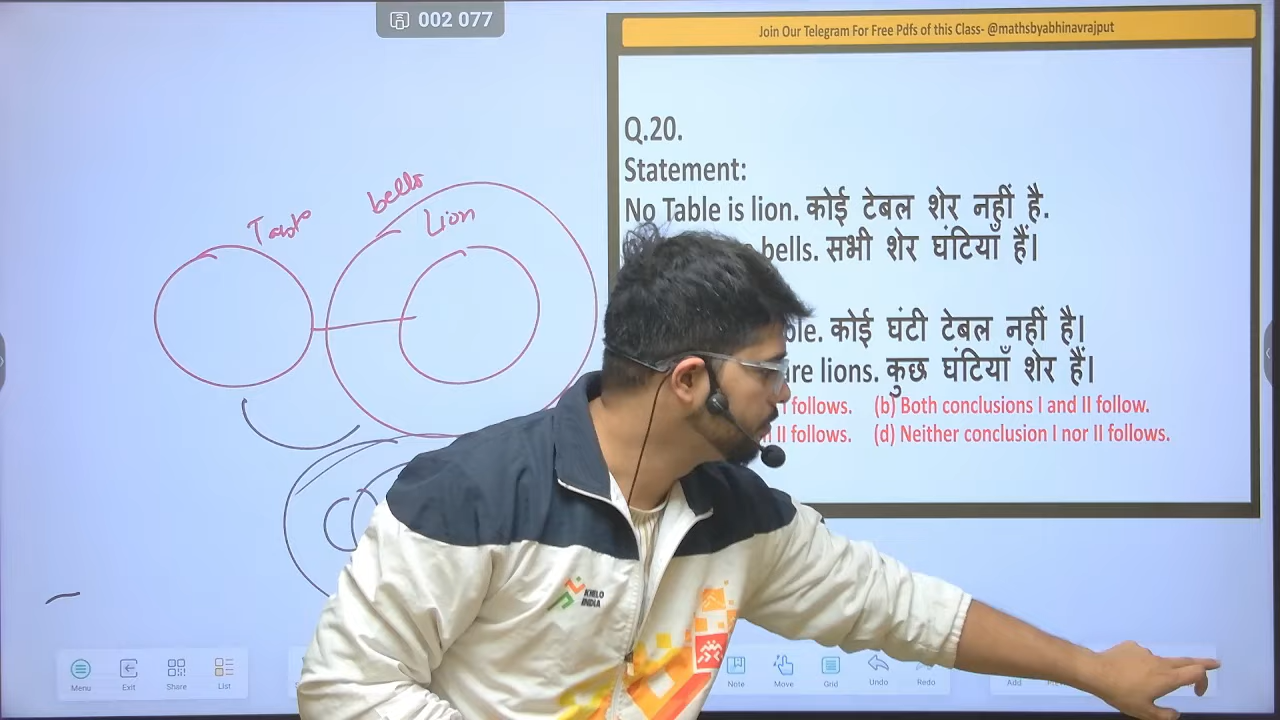 002 077
Join Our Telegram For Free Pdfs of this Class- @mathsbyabhinavrajput
Q.20.
Statement:
No Table is lion. कोई टेबल शेर नहीं है.
bells. सभी शेर घंटियाँ हैं।
ble. कोई घंटी टेबल नहीं है।
are lions. कुछ घंटियाँ शेर हैं।
follows. (b) Both conclusions I and II follow.
II follows. (d) Neither conclusion I nor II follows.
bells
Lion
KHELO
INDIA
Menu
Exit
Share
List
Note
Move
Grid
Undo
Redo
Add